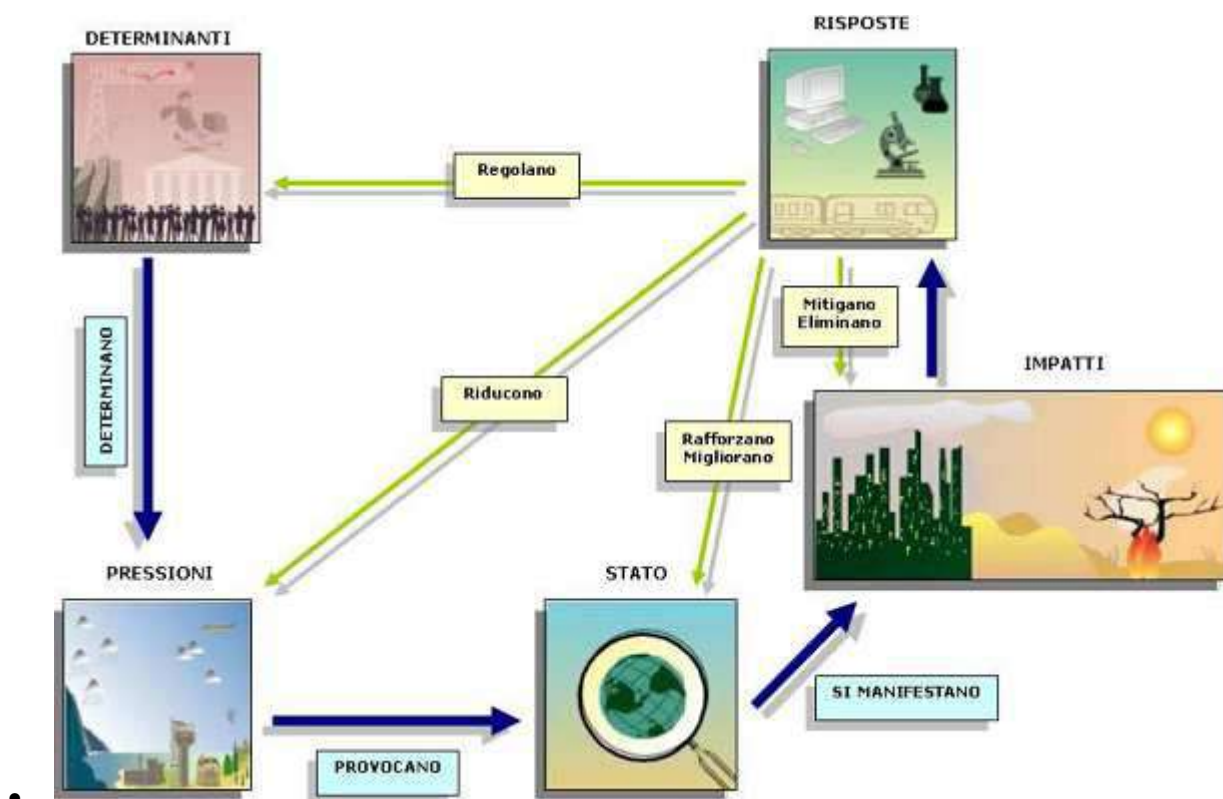 RISPOSTE
DETERMINANTI
Regolano
Mitigano
Eliminano
DETERMINANO
IMPATTI
Riducono
Rafforzano
Migliorano
PRESSIONI
STATO
SI MANIFESTANO
PROVOCANO